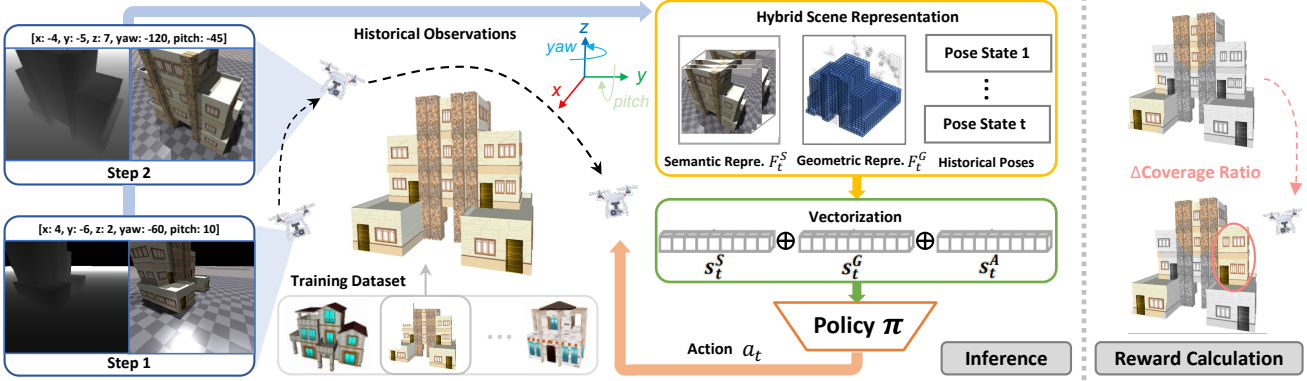 [x: -4, y: -5, z: 7, yaw: -120, pitch: -45]
Step 2
[x: 4, y: -6, z: 2, yaw: -60, pitch: 10]
Step 1
Historical Observations
z
yaw
y
x
pitch
Training Dataset
...
Hybrid Scene Representation
Pose State 1
Pose State t
Semantic Repre. F_t^S
Geometric Repre. F_t^G
Historical Poses
Vectorization
⊕ ⊕
s_t^S
s_t^G
s_t^A
Policy π
Action a_t
Inference
ΔCoverage Ratio
Reward Calculation